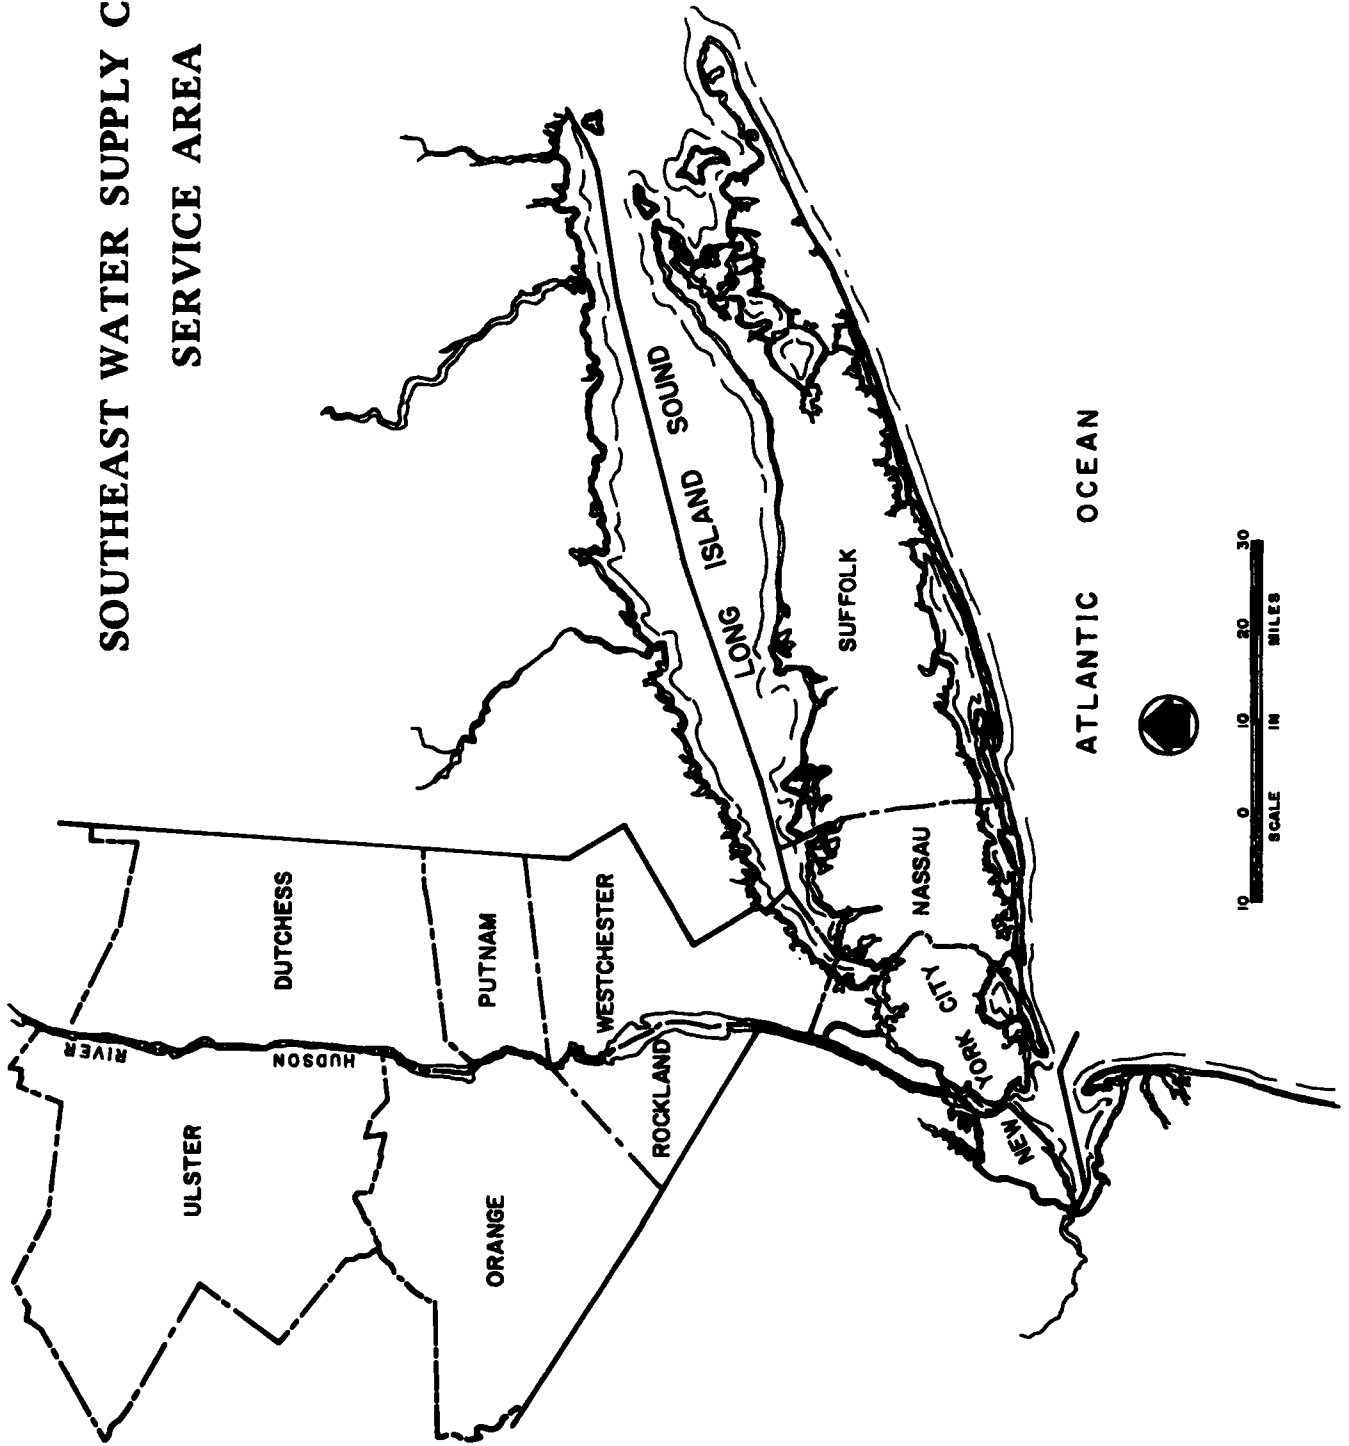 SOUTHEAST WATER SUPPLY C
SERVICE AREA
RIVER
HUDSON
ULSTER
DUTCHESS
ORANGE
PUTNAM
ROCKLAND
WESTCHESTER
LONG ISLAND SOUND
SUFFOLK
NASSAU
NEW YORK CITY
ATLANTIC OCEAN
10 0 10 20 30
SCALE IN MILES